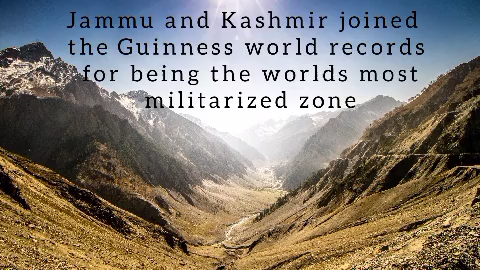 Jammu and Kashmir joined
the Guinness world records
for being the worlds most
militarized zone